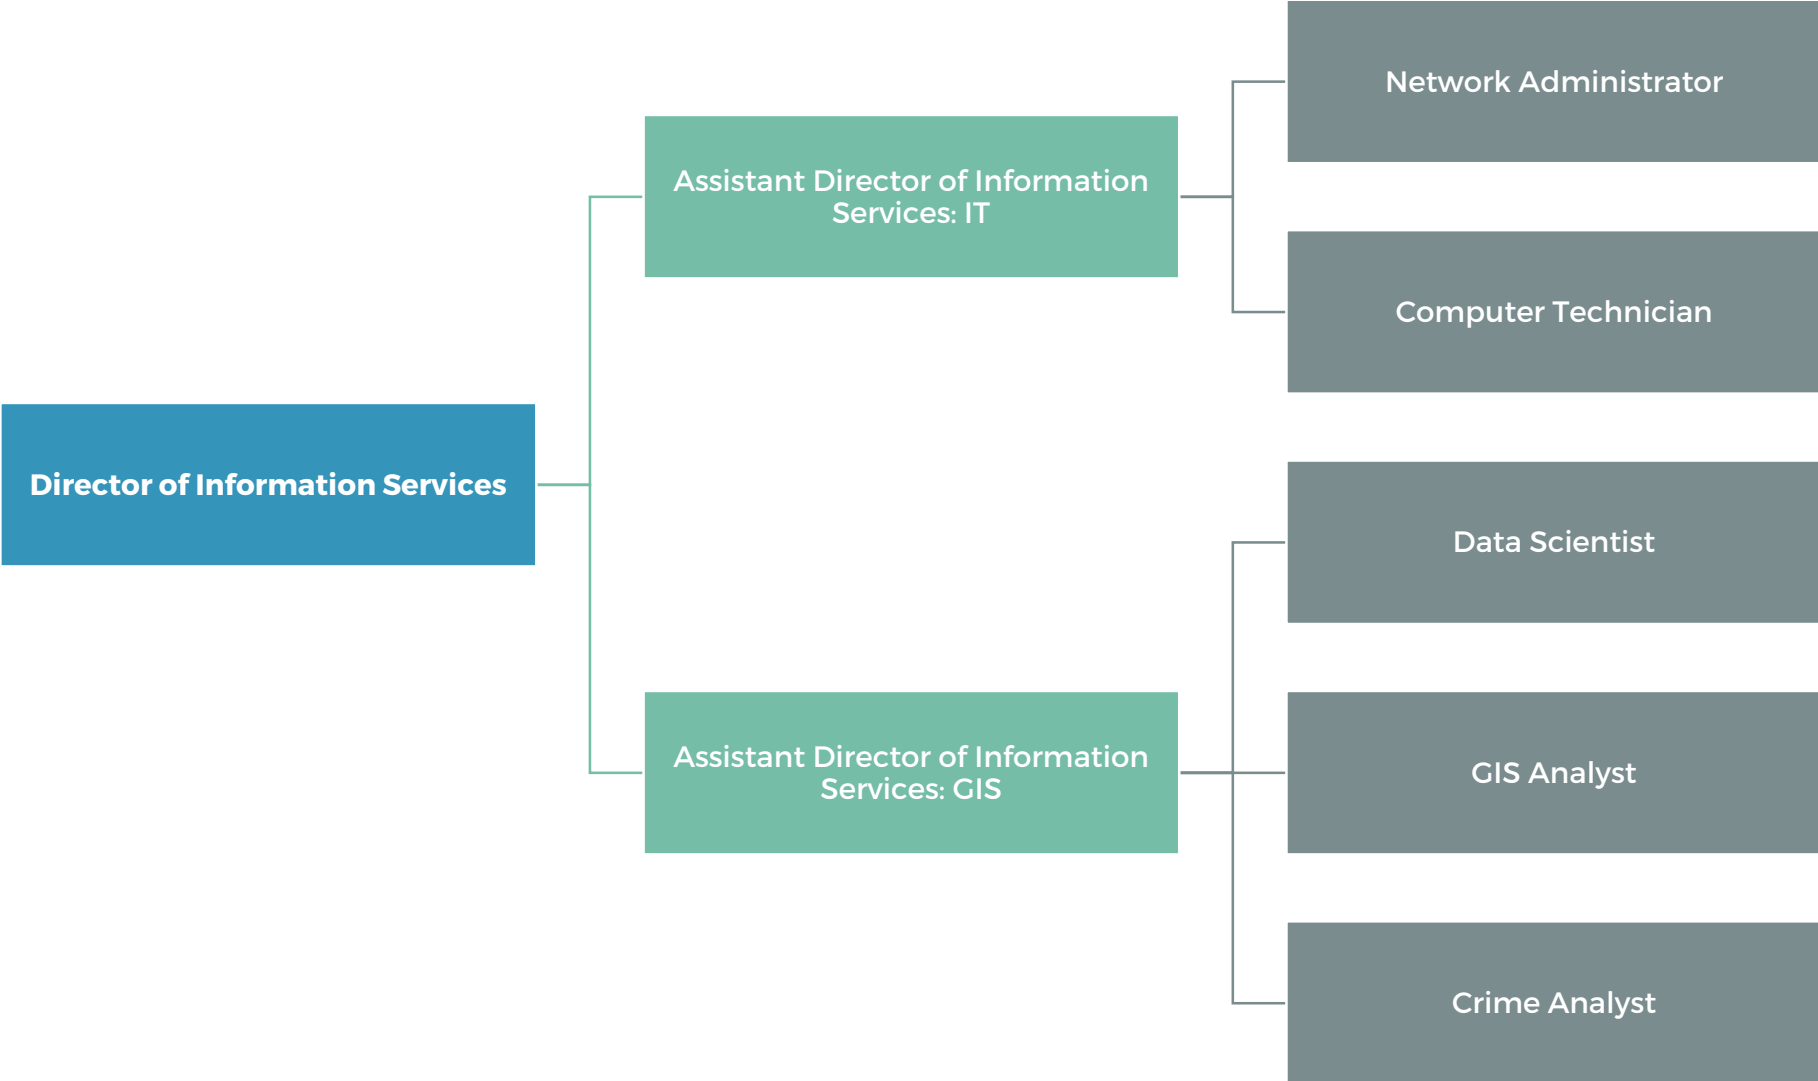 Director of Information Services
Assistant Director of Information
Services: IT
Network Administrator
Computer Technician
Assistant Director of Information
Services: GIS
Data Scientist
GIS Analyst
Crime Analyst